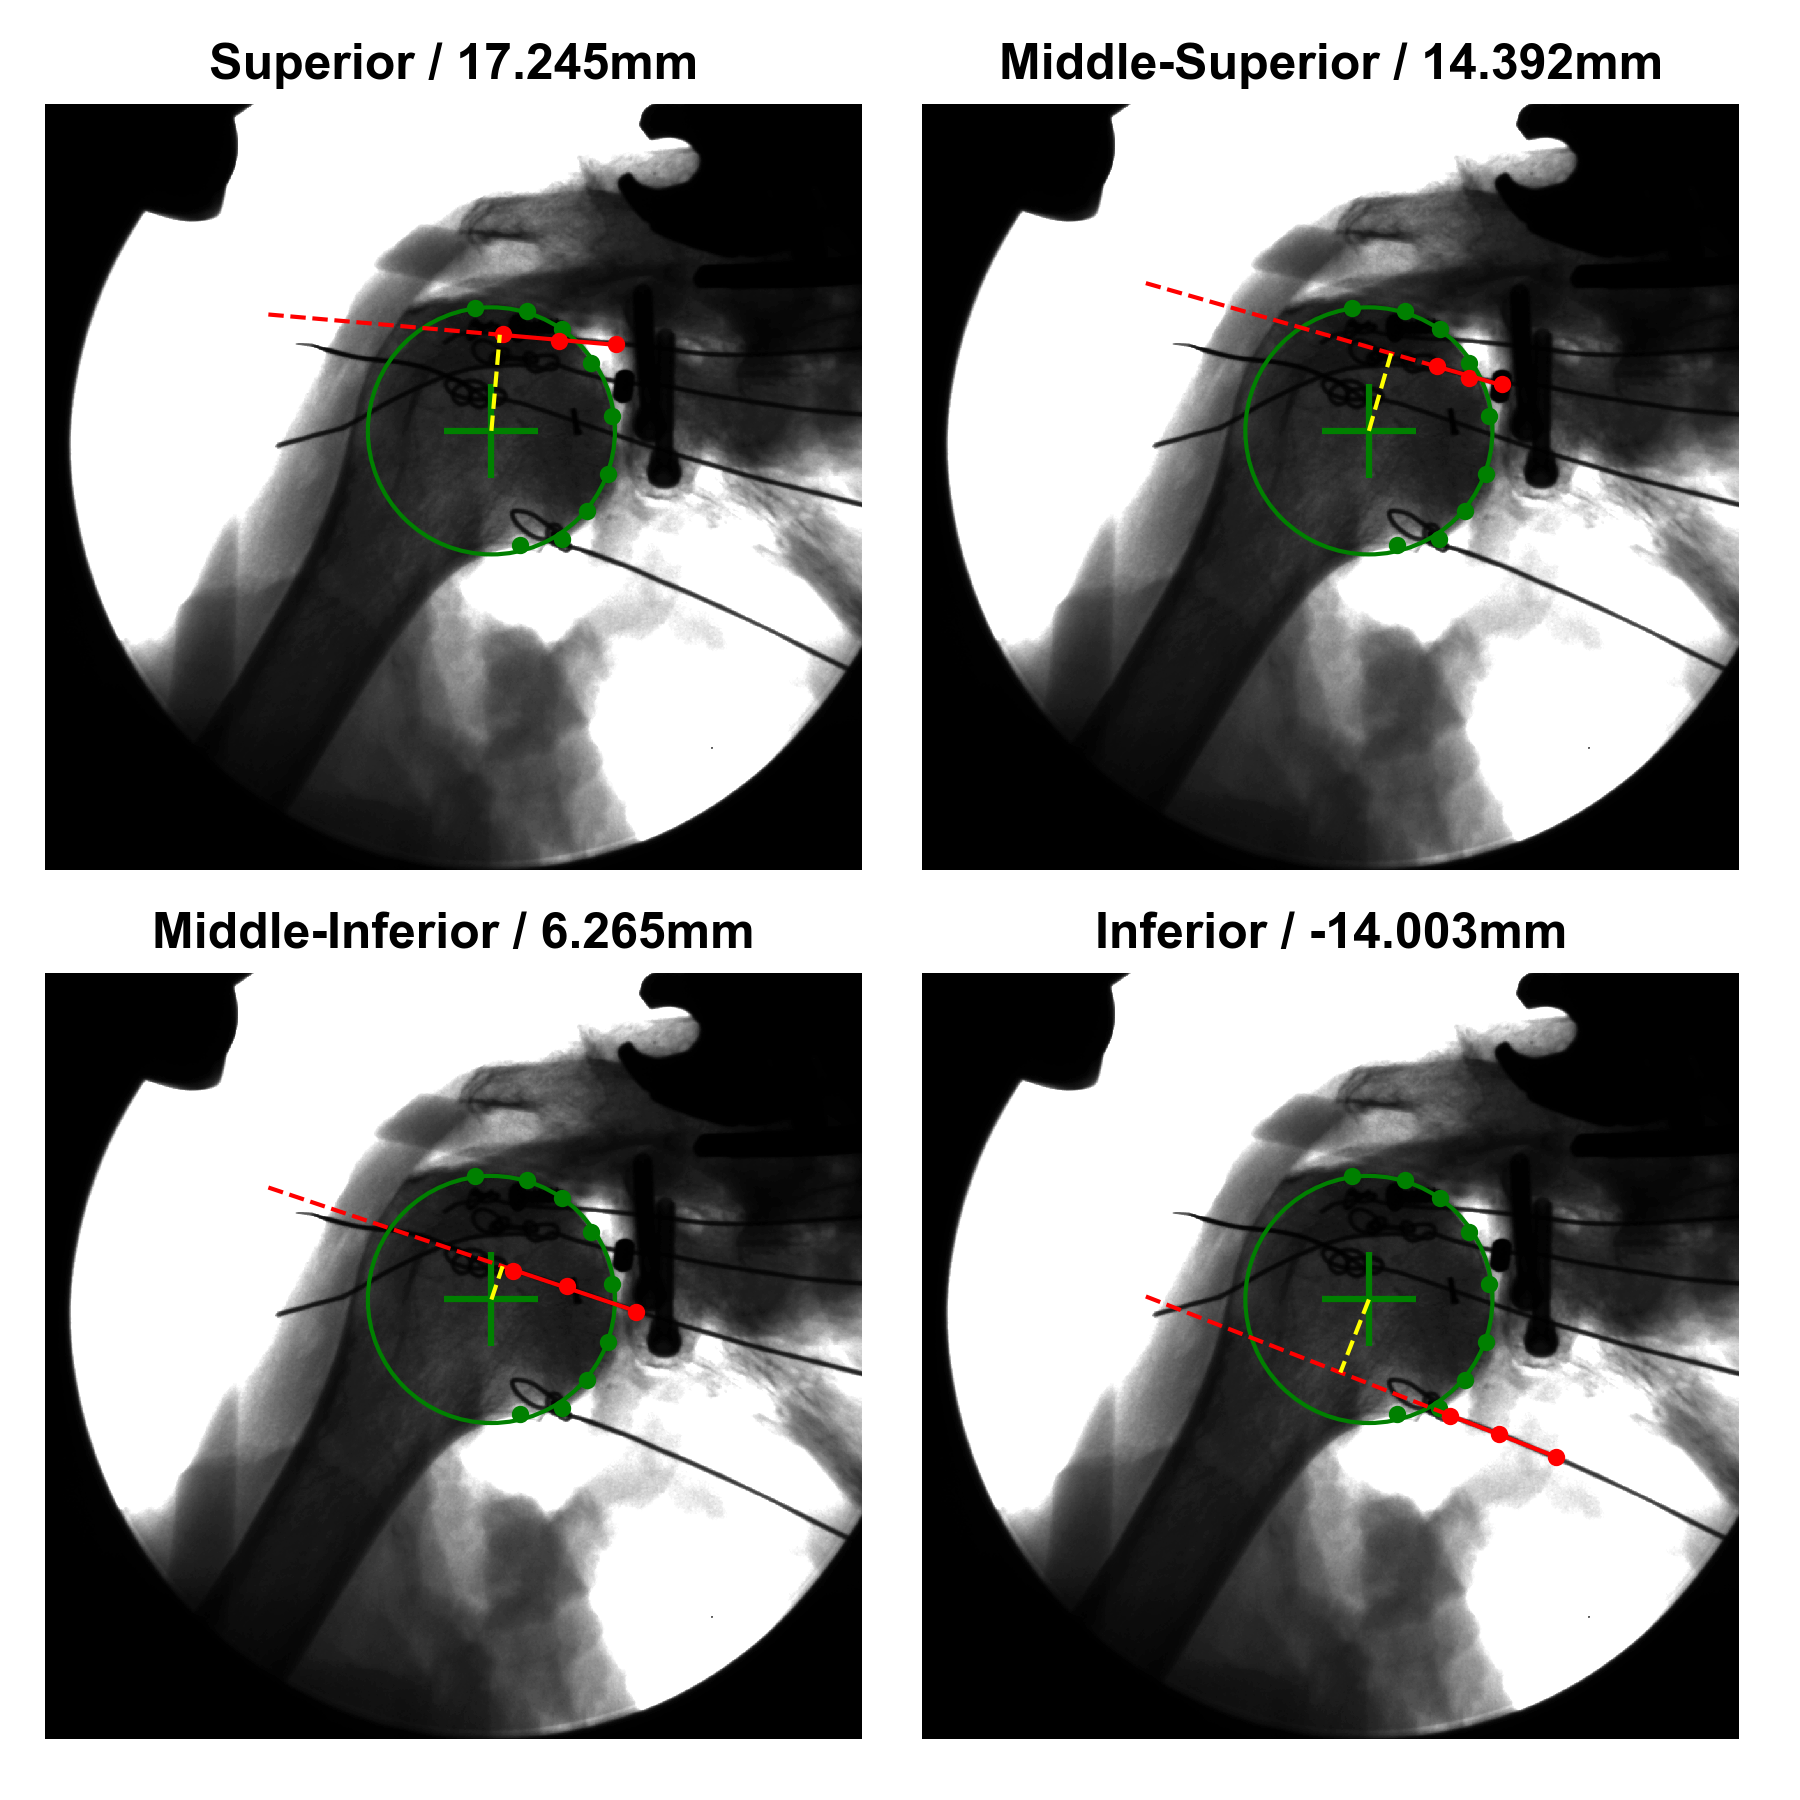 Superior / 17.245mm
Middle-Superior / 14.392mm
Middle-Inferior / 6.265mm
Inferior / -14.003mm